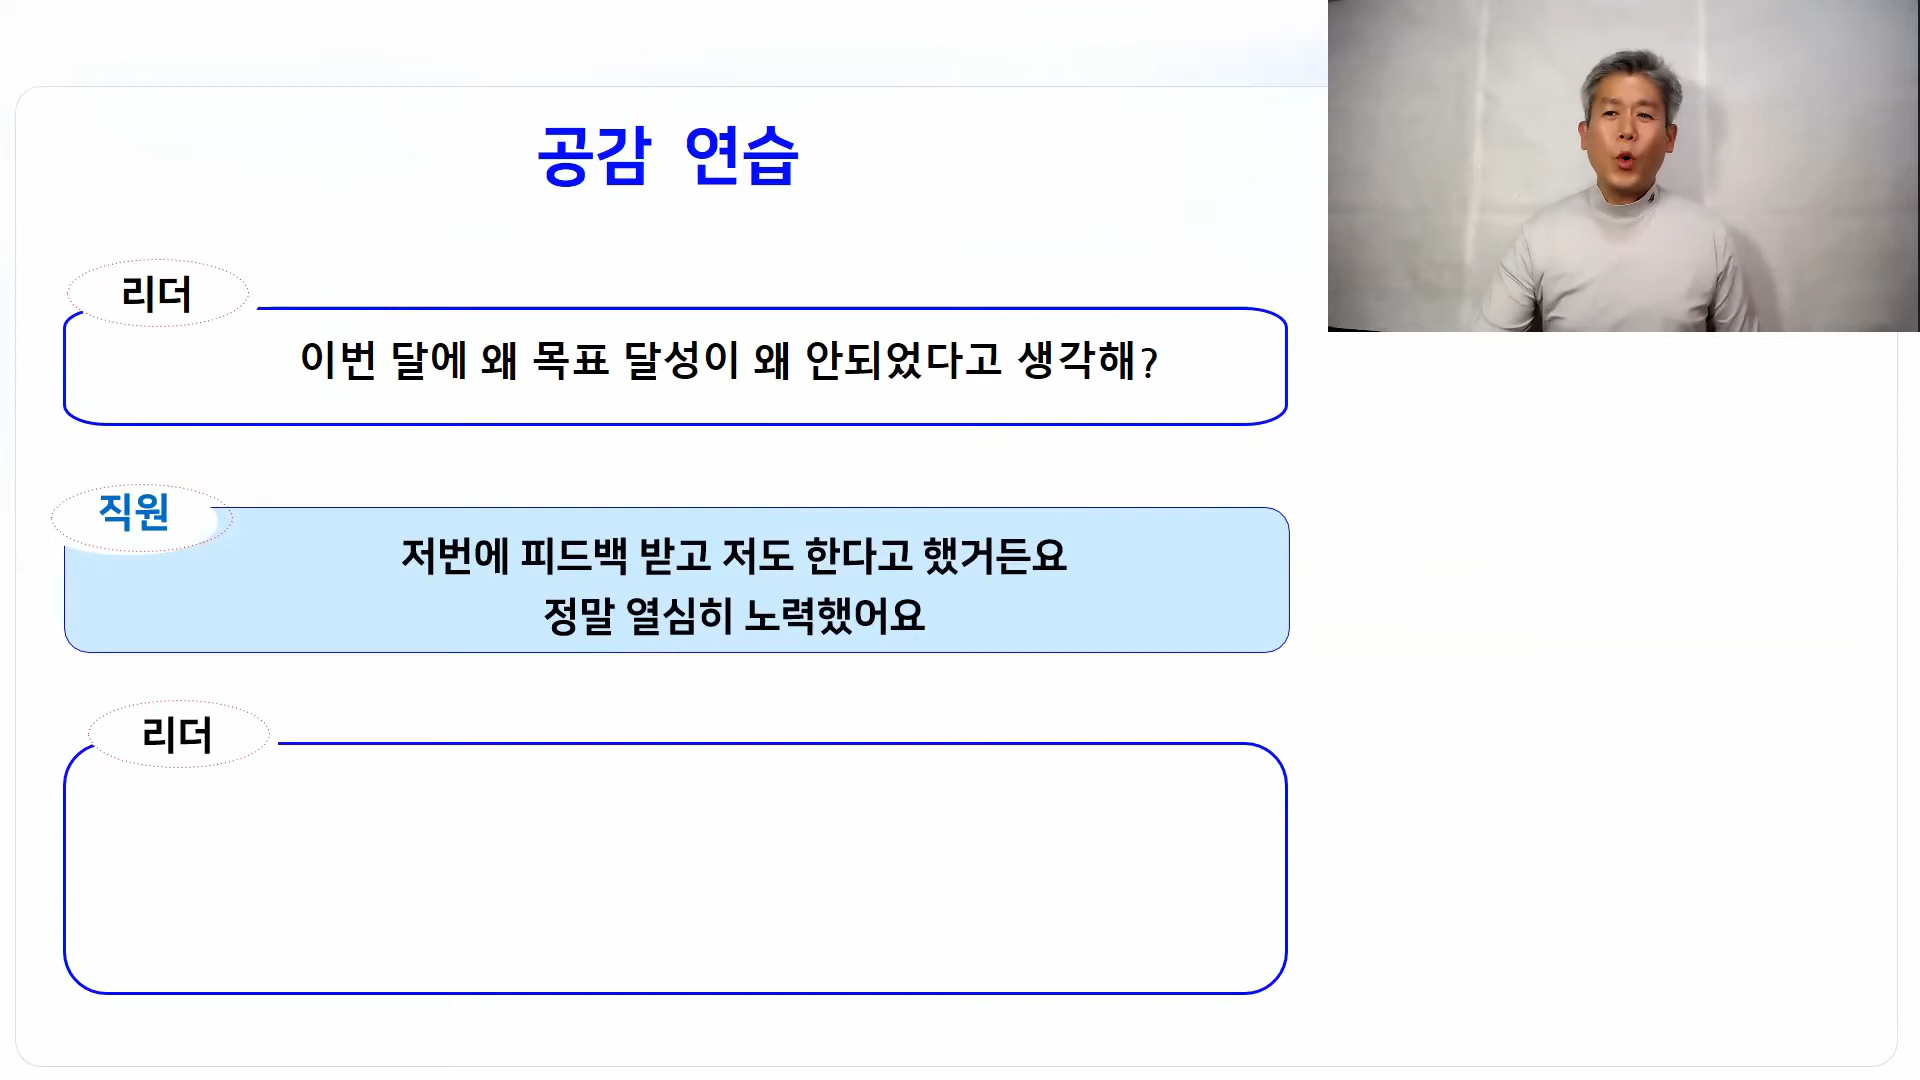 공감 연습
리더
이번 달에 왜 목표 달성이 왜 안되었다고 생각해?
직원
저번에 피드백 받고 저도 한다고 했거든요
정말 열심히 노력했어요
리더